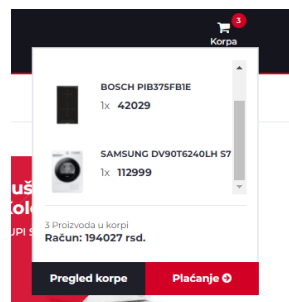 3
Korpa
BOSCH PIB375FB1E
1x 42029
SAMSUNG DV90T6240LH S7
1x 112999
3 Proizvoda u korpi
Račun: 194027 rsd.
Pregled korpe
Plaćanje